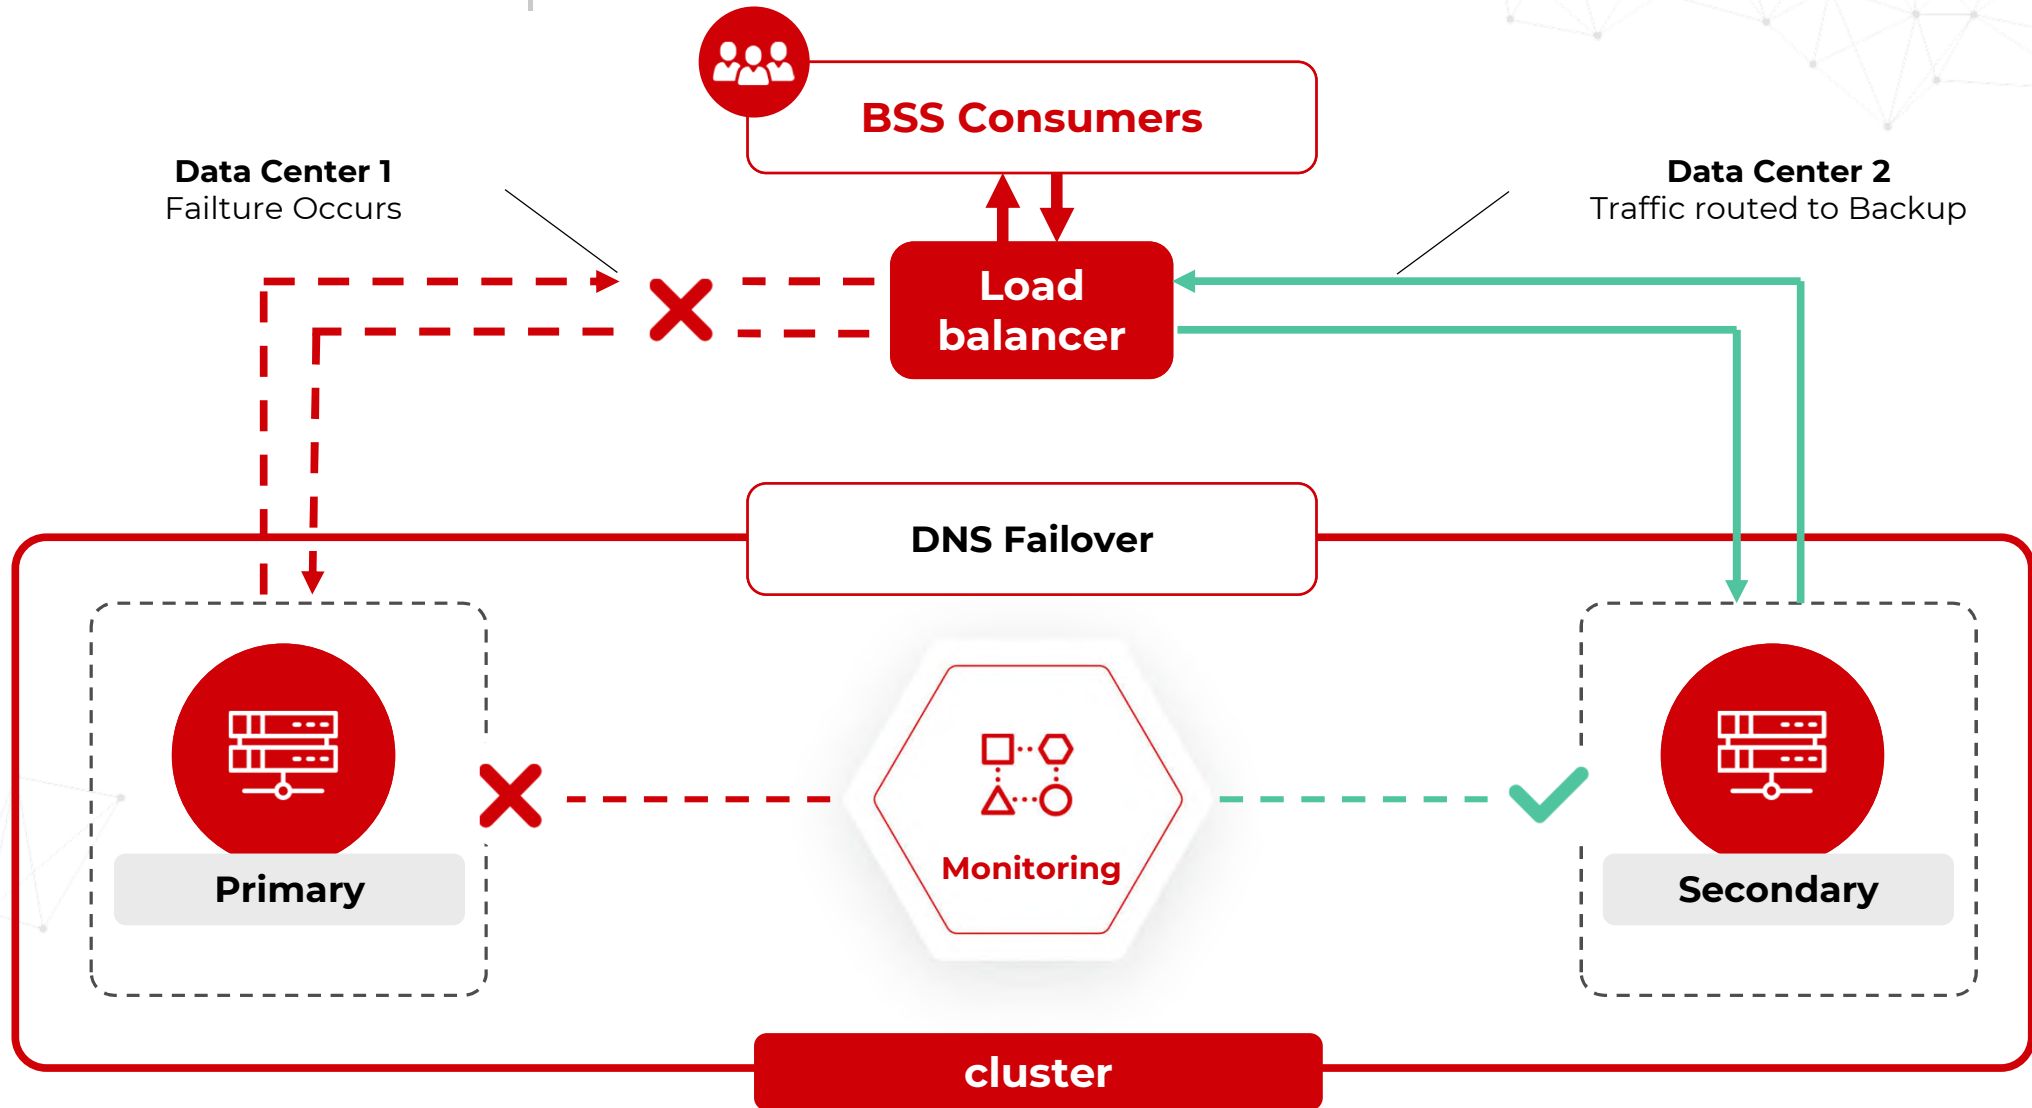 BSS Consumers
Data Center 1
Failture Occurs
Data Center 2
Traffic routed to Backup
Load
balancer
DNS Failover
Monitoring
Primary
Secondary
cluster